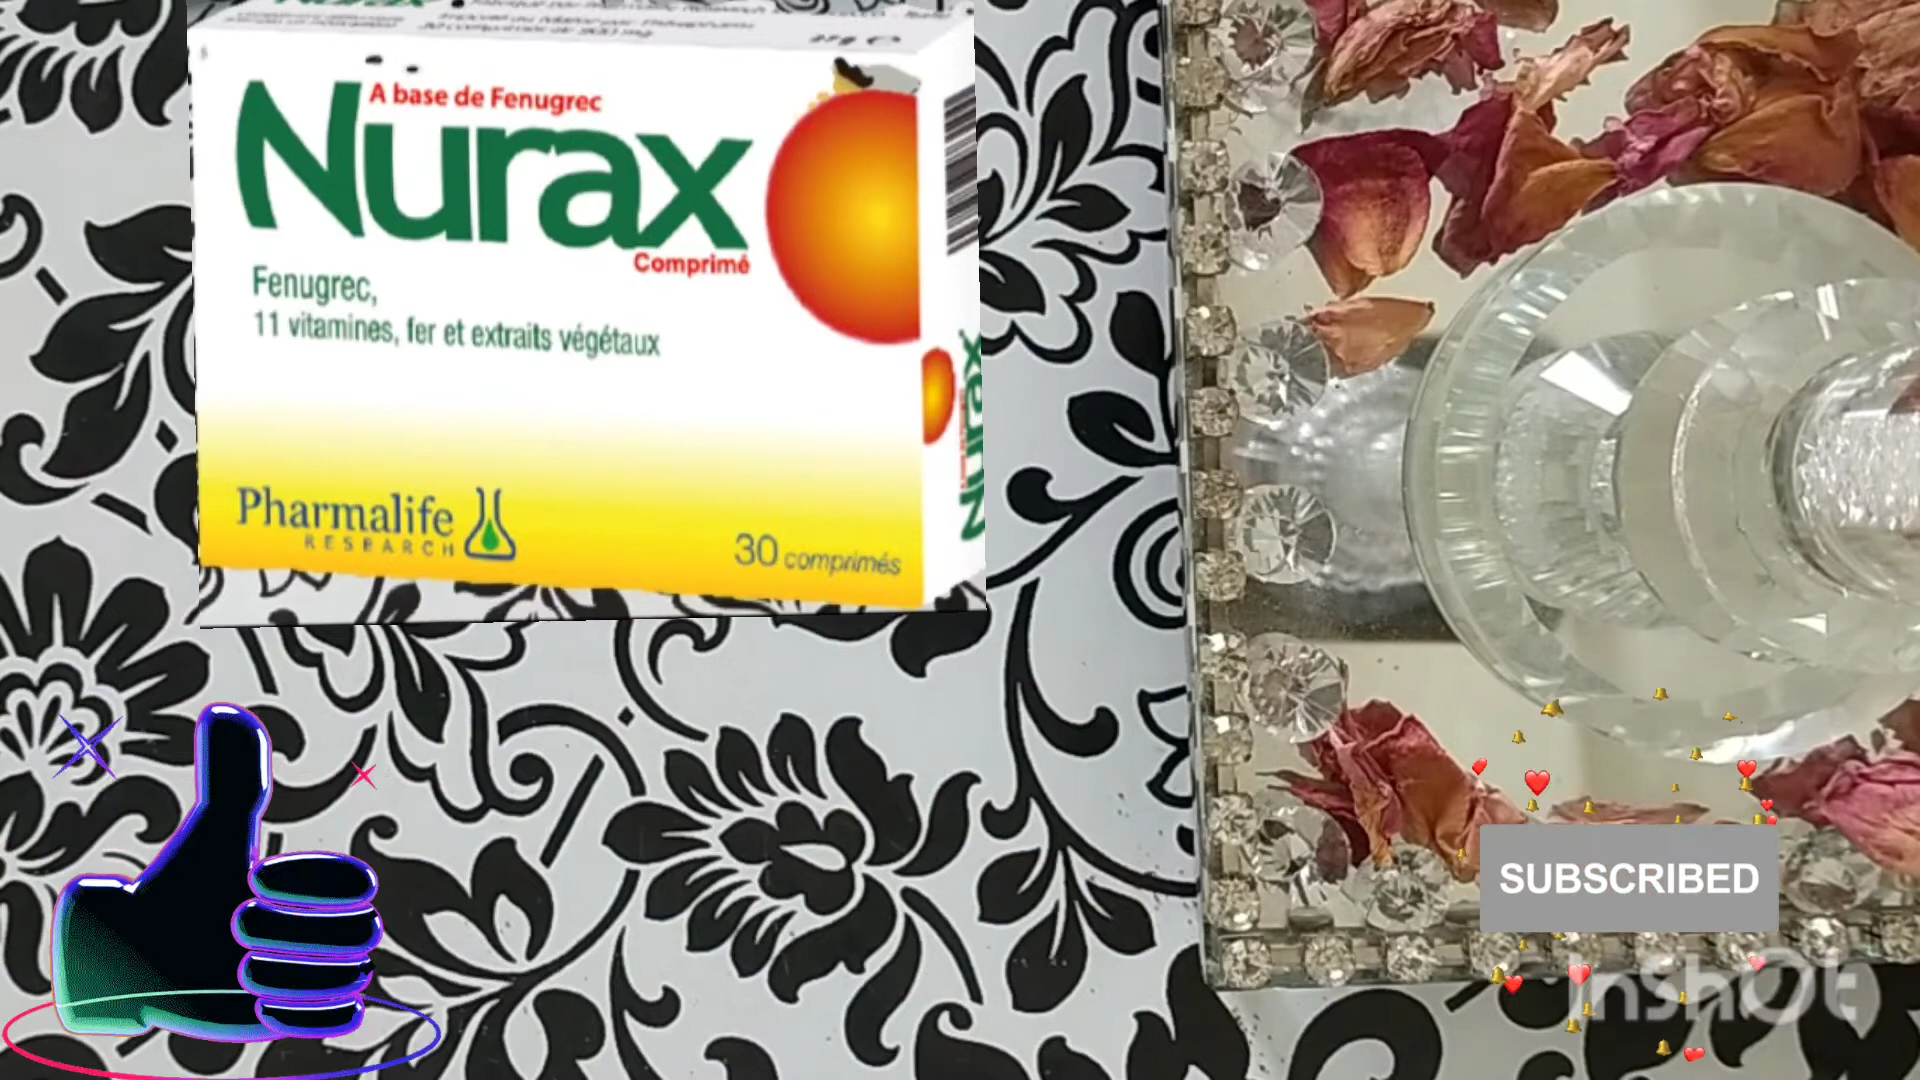 Nurax
A base de Fenugrec
Nurax
Comprimé
Fenugrec,
11 vitamines, fer et extraits végétaux
Pharmalife
RESEARCH
30 comprimés
Nurax
SUBSCRIBED
InShOt